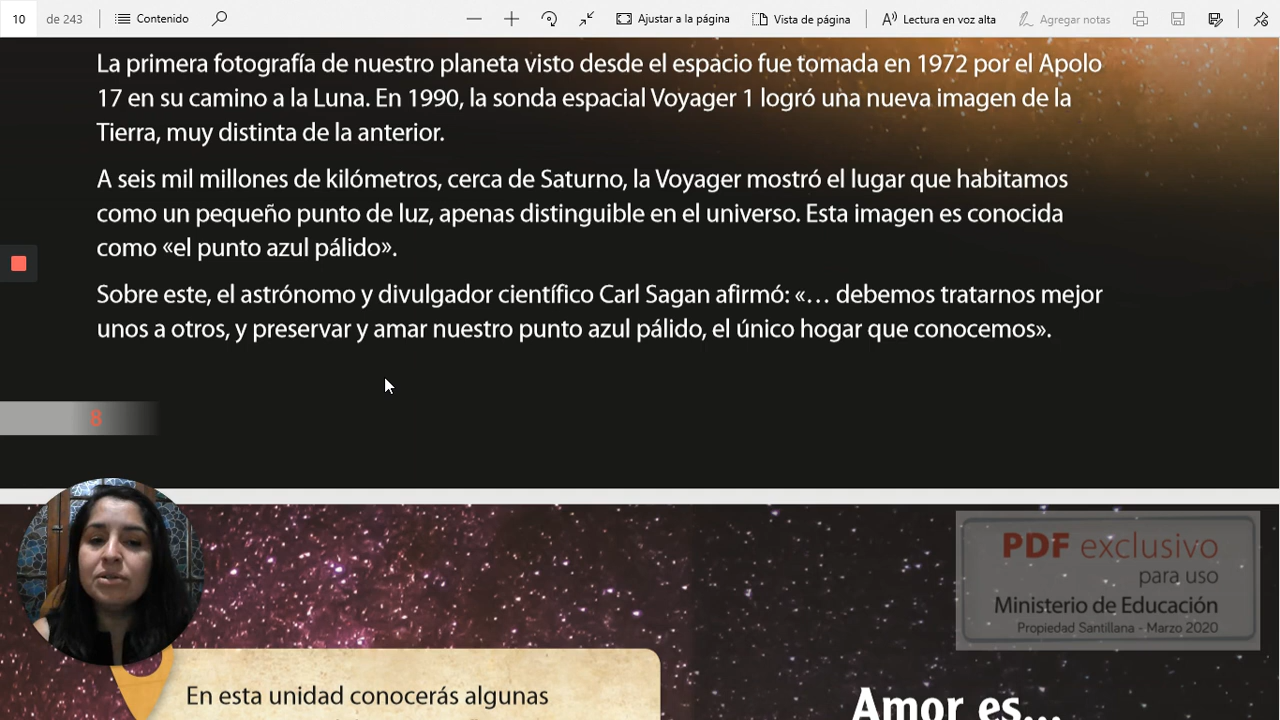 10 de 243 Contenido Ajustar a la página Vista de página Lectura en voz alta Agregar notas
La primera fotografía de nuestro planeta visto desde el espacio fue tomada en 1972 por el Apolo
17 en su camino a la Luna. En 1990, la sonda espacial Voyager 1 logró una nueva imagen de la
Tierra, muy distinta de la anterior.
A seis mil millones de kilómetros, cerca de Saturno, la Voyager mostró el lugar que habitamos
como un pequeño punto de luz, apenas distinguible en el universo. Esta imagen es conocida
como «el punto azul pálido».
Sobre este, el astrónomo y divulgador científico Carl Sagan afirmó: «… debemos tratarnos mejor
unos a otros, y preservar y amar nuestro punto azul pálido, el único hogar que conocemos».
8
PDF exclusivo
para uso
Ministerio de Educación
Propiedad Santillana - Marzo 2020
En esta unidad conocerás algunas
Amor es...